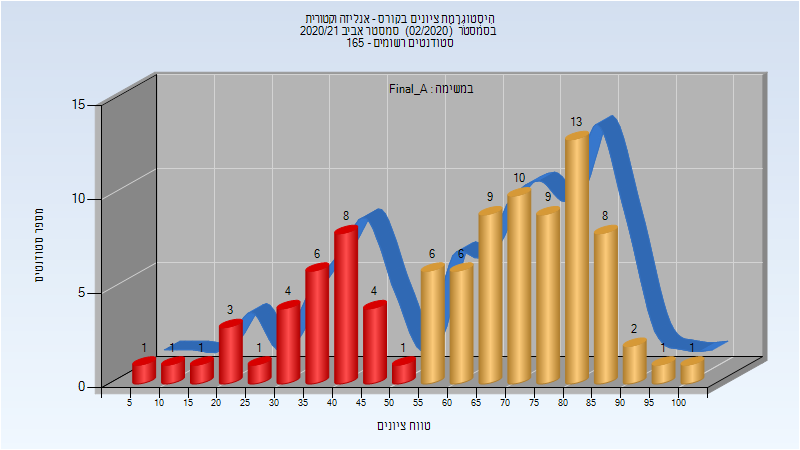 היסטוגרמת ציונים בקורס - אנליזה וקטורית
בסמסטר (02/2020) סמסטר אביב 2020/21
סטודנטים רשומים - 165
במשימה : Final_A
מספר סטודנטים
15
10
5
0
1 1 1 3 1 4 6 8 4 1 6 6 9 10 9 13 8 2 1 1
5 10 15 20 25 30 35 40 45 50 55 60 65 70 75 80 85 90 95 100
טווח ציונים